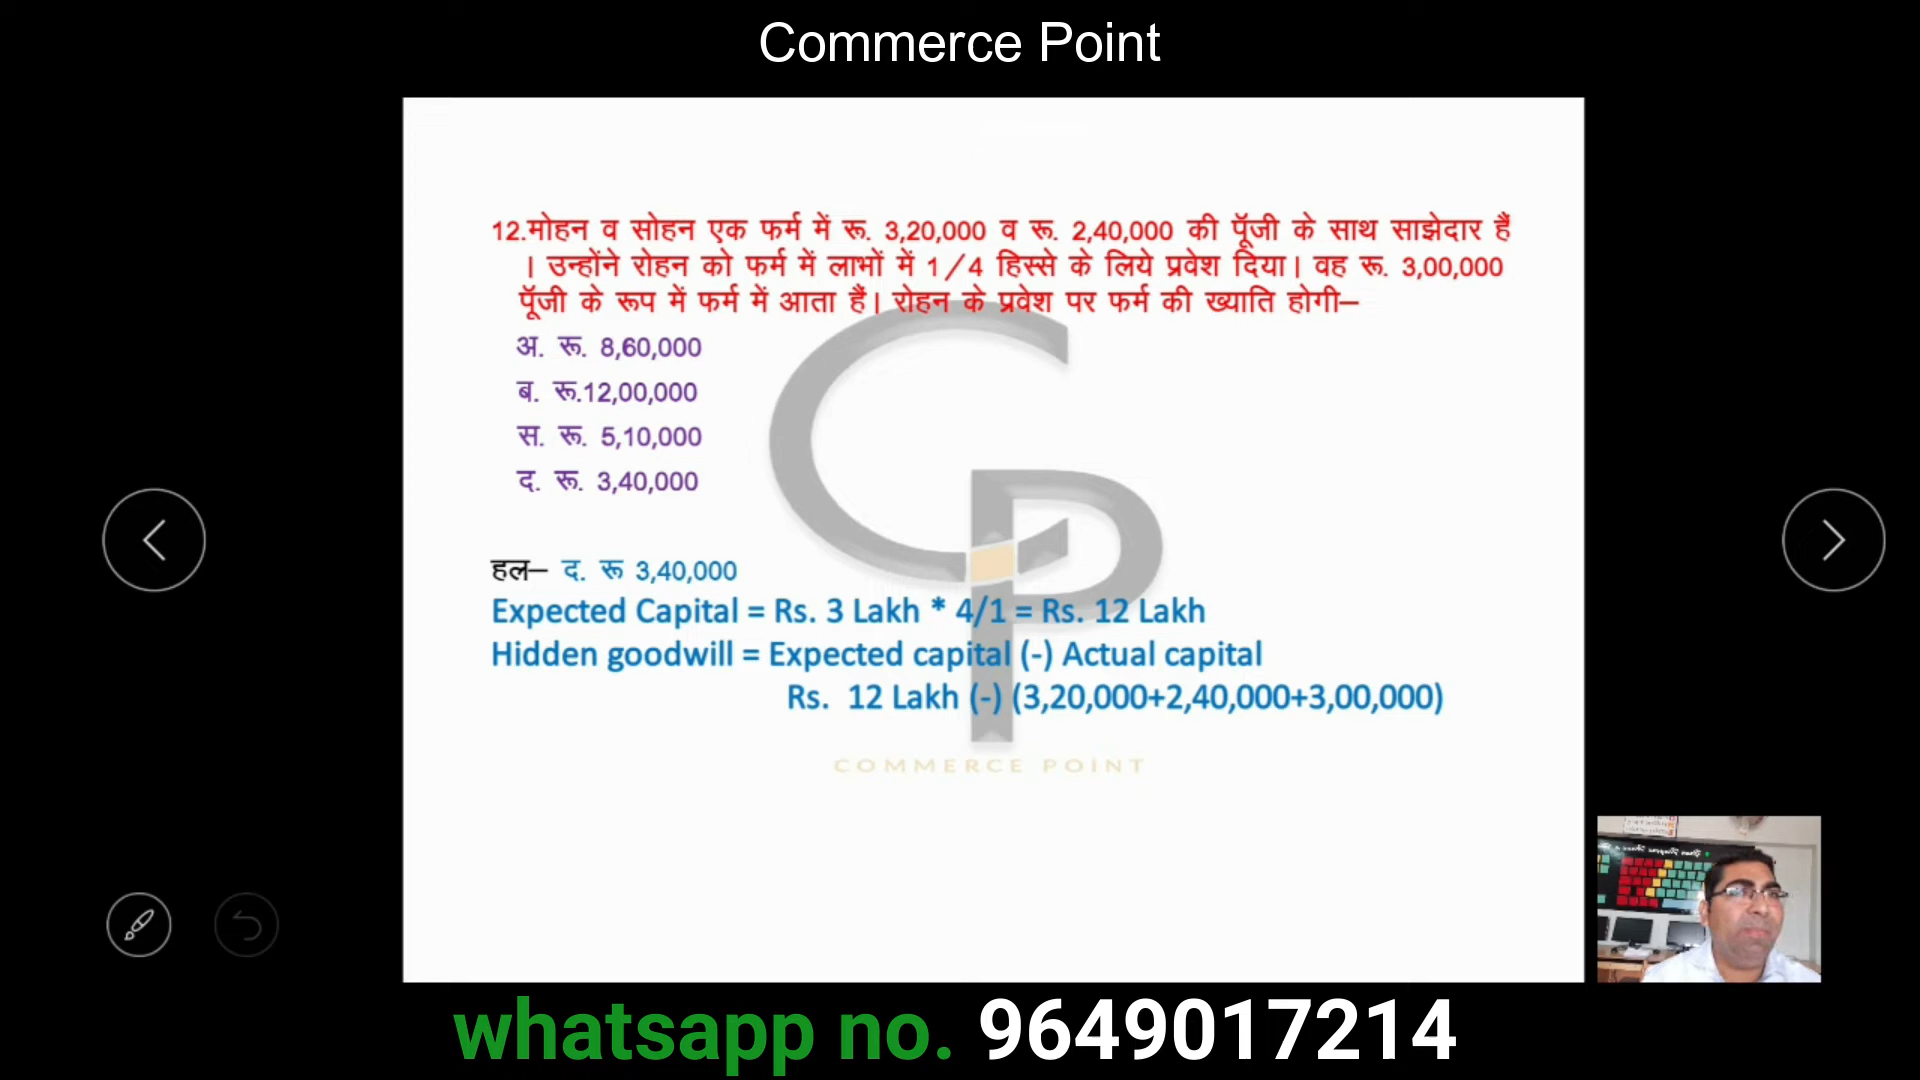 Commerce Point
12.मोहन व सोहन एक फर्म में रू. 3,20,000 व रू. 2,40,000 की पूॅजी के साथ साझेदार हैं
। उन्होंने रोहन को फर्म में लाभों में 1/4 हिस्से के लिये प्रवेश दिया। वह रू. 3,00,000
पूॅजी के रूप में फर्म में आता हैं। रोहन के प्रवेश पर फर्म की ख्याति होगी–
अ. रू. 8,60,000
ब. रू.12,00,000
स. रू. 5,10,000
द. रू. 3,40,000
हल– द. रू 3,40,000
Expected Capital = Rs. 3 Lakh * 4/1 = Rs. 12 Lakh
Hidden goodwill = Expected capital (-) Actual capital
Rs. 12 Lakh (-) (3,20,000+2,40,000+3,00,000)
COMMERCE POINT
whatsapp no. 9649017214